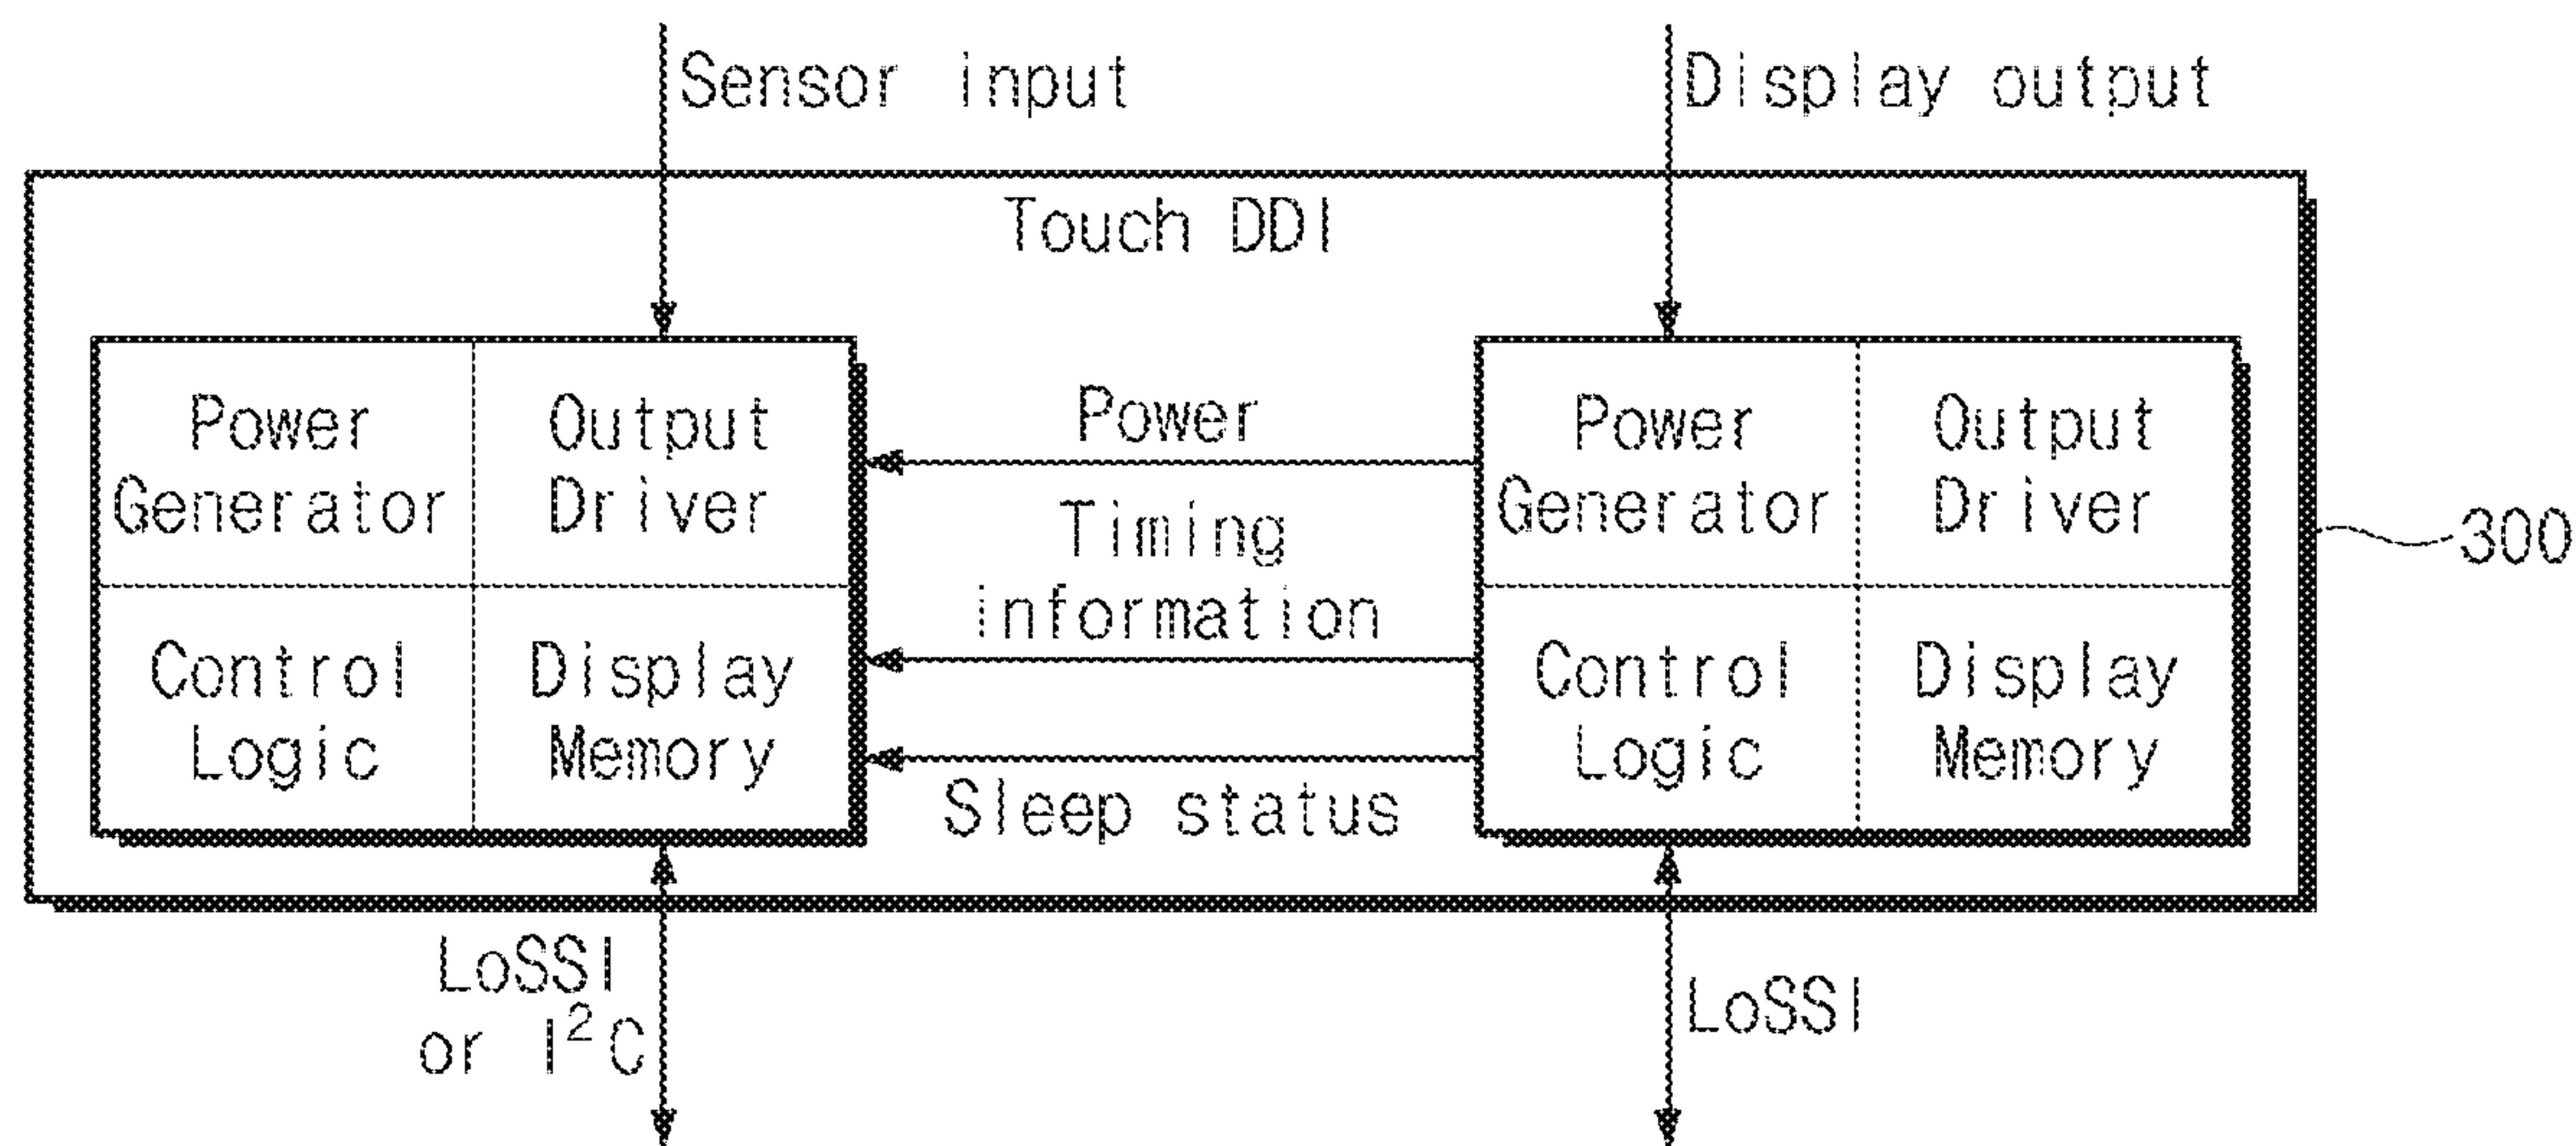 Sensor input
Display output
Touch DDI
Power
Generator
Output
Driver
Control
Logic
Display
Memory
Power
Timing
information
Sleep status
Power
Generator
Output
Driver
Control
Logic
Display
Memory
300
LoSSI
or I²C
LoSSI